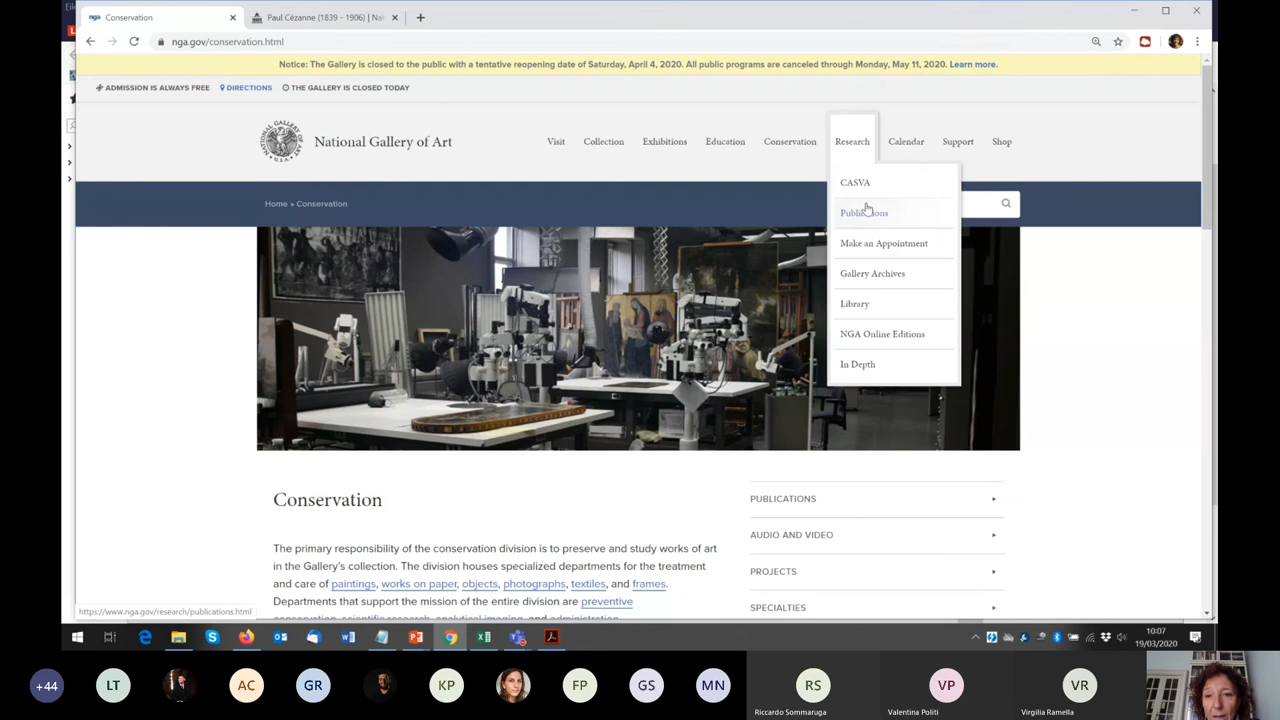 Conservation
Paul Cézanne (1839 - 1906) | Nat
nga.gov/conservation.html
Notice: The Gallery is closed to the public with a tentative reopening date of Saturday, April 4, 2020. All public programs are canceled through Monday, May 11, 2020. Learn more.
ADMISSION IS ALWAYS FREE DIRECTIONS THE GALLERY IS CLOSED TODAY
National Gallery of Art
Visit Collection Exhibitions Education Conservation Research Calendar Support Shop
CASVA
Home » Conservation
Publications
Make an Appointment
Gallery Archives
Library
NGA Online Editions
In Depth
Conservation
PUBLICATIONS
AUDIO AND VIDEO
PROJECTS
SPECIALTIES
The primary responsibility of the conservation division is to preserve and study works of art
in the Gallery's collection. The division houses specialized departments for the treatment
and care of paintings, works on paper, objects, photographs, textiles, and frames.
Departments that support the mission of the entire division are preventive
conservation, scientific research, analytical imaging, and administration.
https://www.nga.gov/research/publications.html
10:07
19/03/2020
+44 LT AC GR KP FP GS MN RS VP VR
Riccardo Sommaruga Valentina Politi Virgilia Ramella